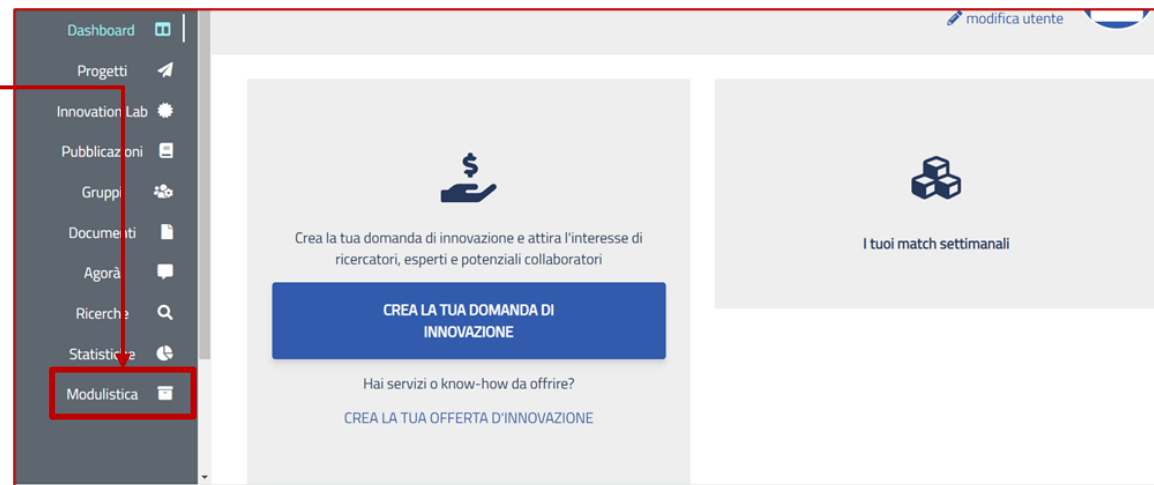 Dashboard
Progetti
Innovation Lab
Pubblicazioni
Gruppi
Documenti
Agorà
Ricerche
Statistiche
Modulistica
modifica utente
Crea la tua domanda di innovazione e attira l'interesse di
ricercatori, esperti e potenziali collaboratori
CREA LA TUA DOMANDA DI
INNOVAZIONE
Hai servizi o know-how da offrire?
CREA LA TUA OFFERTA D'INNOVAZIONE
I tuoi match settimanali